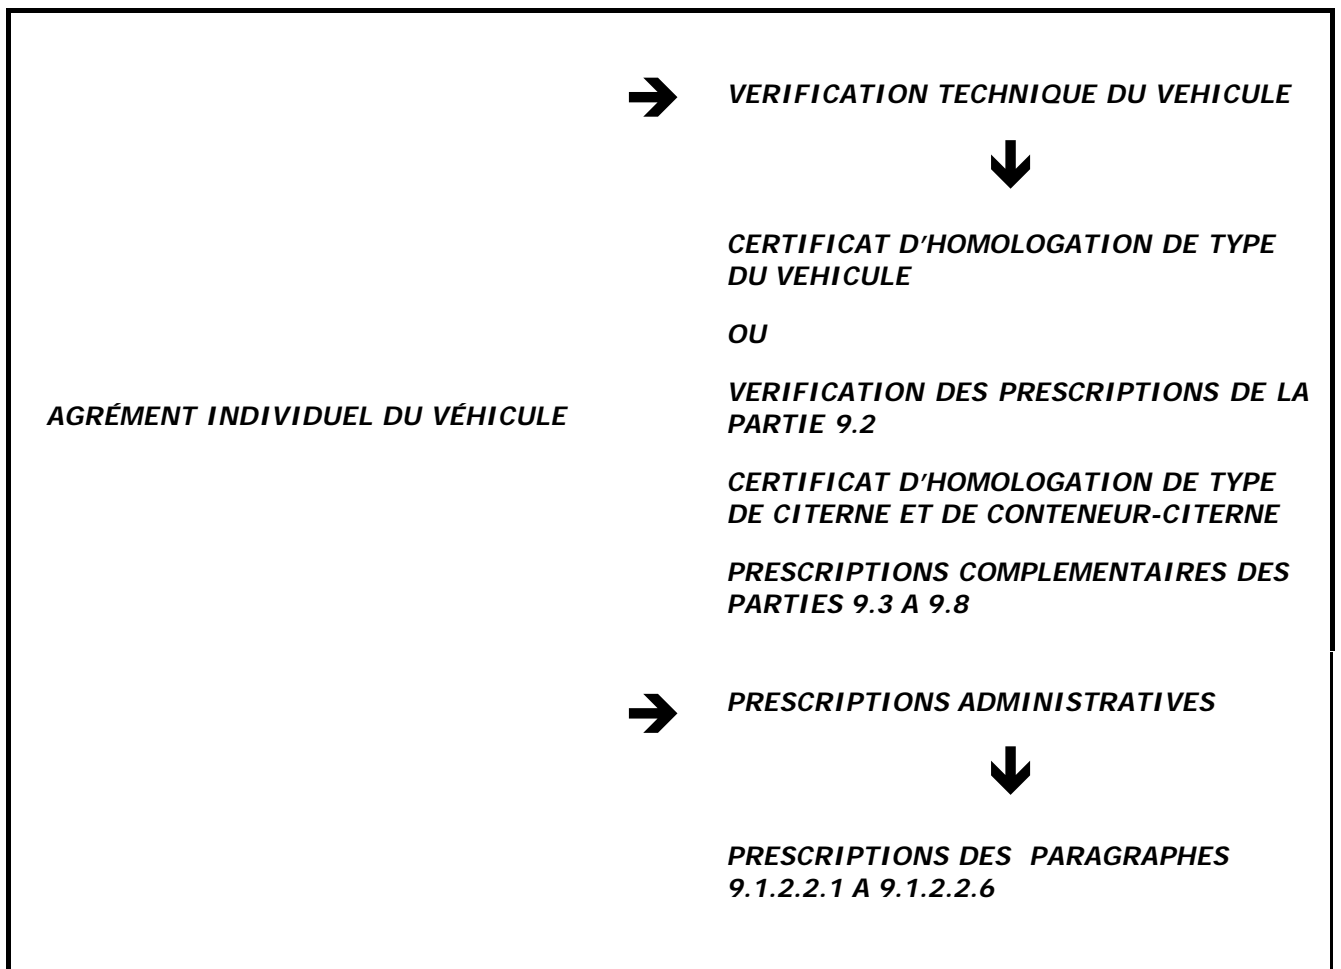 VERIFICATION TECHNIQUE DU VEHICULE
CERTIFICAT D'HOMOLOGATION DE TYPE
DU VEHICULE
OU
VERIFICATION DES PRESCRIPTIONS DE LA
PARTIE 9.2
AGRÉMENT INDIVIDUEL DU VÉHICULE
CERTIFICAT D'HOMOLOGATION DE TYPE
DE CITERNE ET DE CONTENEUR-CITERNE
PRESCRIPTIONS COMPLEMENTAIRES DES
PARTIES 9.3 A 9.8
PRESCRIPTIONS ADMINISTRATIVES
PRESCRIPTIONS DES PARAGRAPHES
9.1.2.2.1 A 9.1.2.2.6